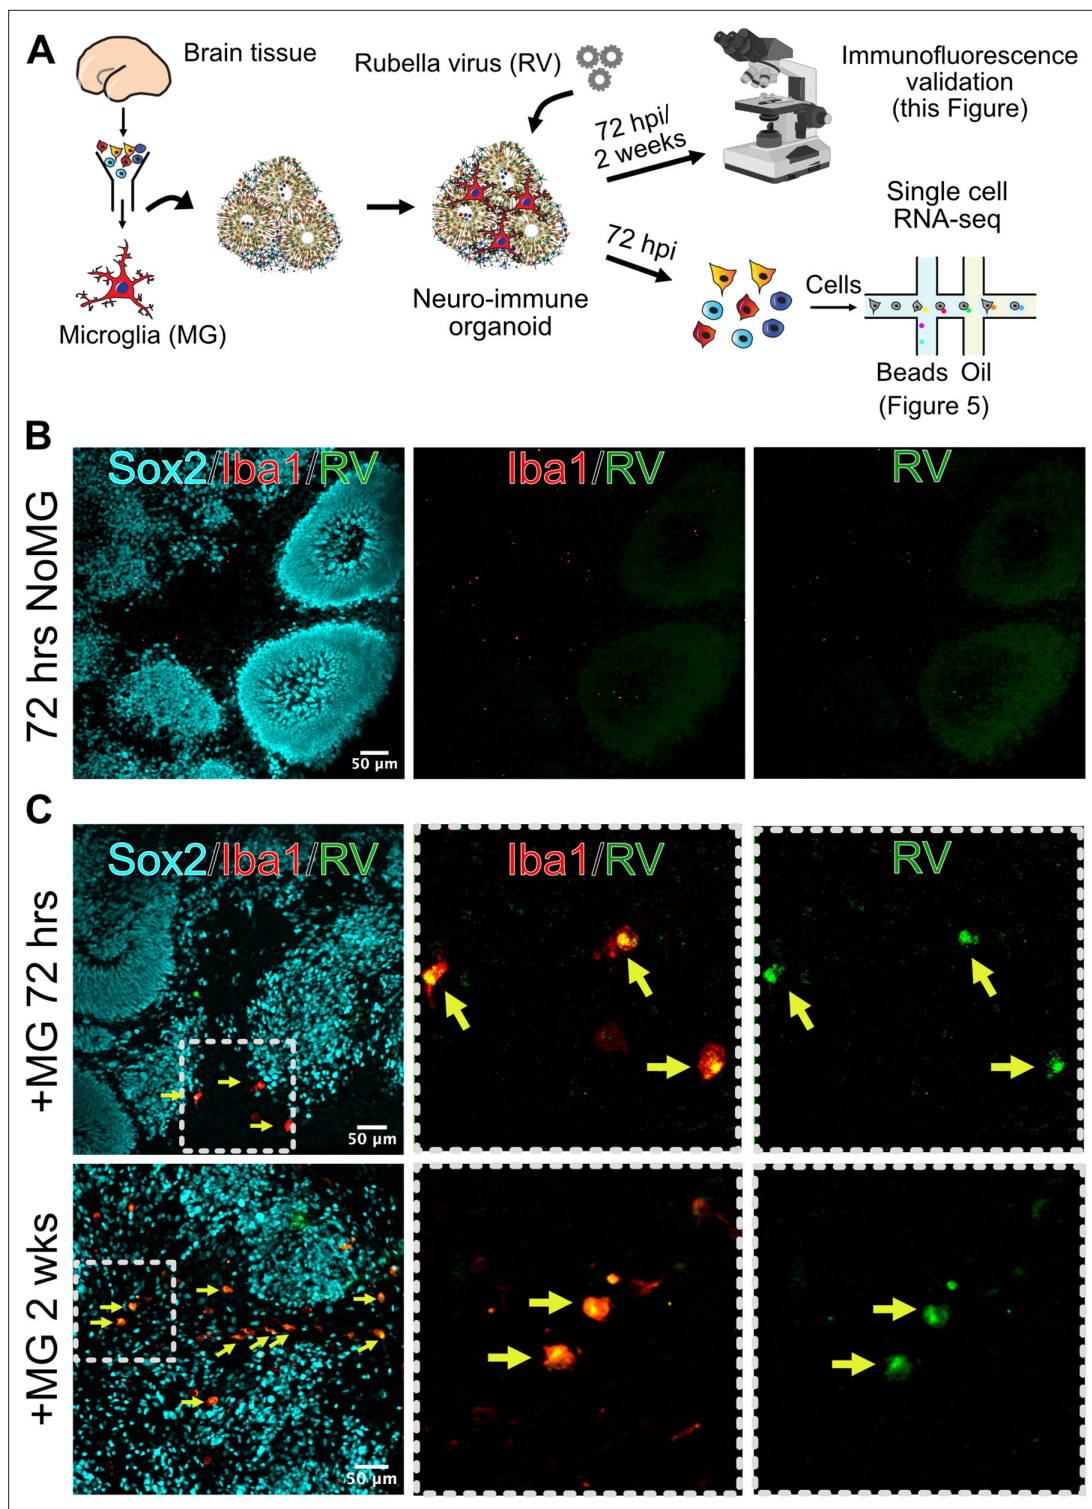 A
Brain tissue
Rubella virus (RV)
72 hpi/
2 weeks
Immunofluorescence
validation
(this Figure)
Single cell
RNA-seq
72 hpi
Cells
Microglia (MG)
Neuro-immune
organoid
Beads Oil
(Figure 5)
B
72 hrs NoMG
Sox2/Iba1/RV
Iba1/RV
RV
50 µm
C
+MG 72 hrs
Sox2/Iba1/RV
Iba1/RV
RV
50 µm
+MG 2 wks
50 µm